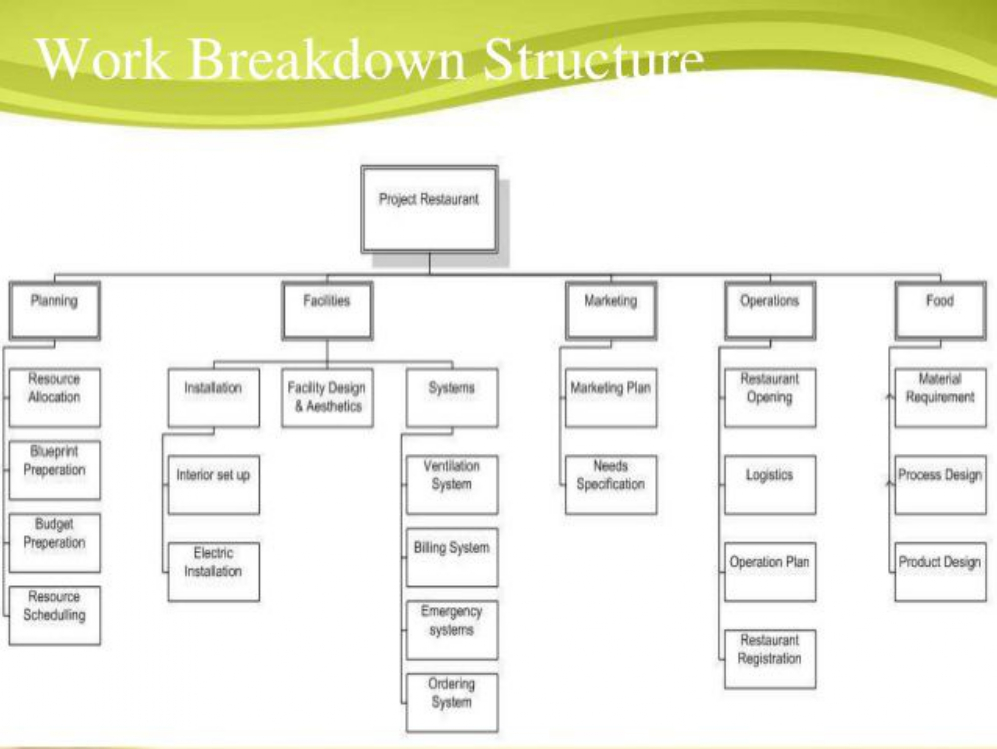 Work Breakdown Structure
Project Restaurant
Planning
Facilities
Marketing
Operations
Food
Resource
Allocation
Blueprint
Preparation
Budget
Preparation
Resource
Schedulling
Installation
Interior set up
Electric
Installation
Facility Design
& Aesthetics
Systems
Ventilation
System
Billing System
Emergency
systems
Ordering
System
Marketing Plan
Needs
Specification
Restaurant
Opening
Logistics
Operation Plan
Restaurant
Registration
Material
Requirement
Process Design
Product Design